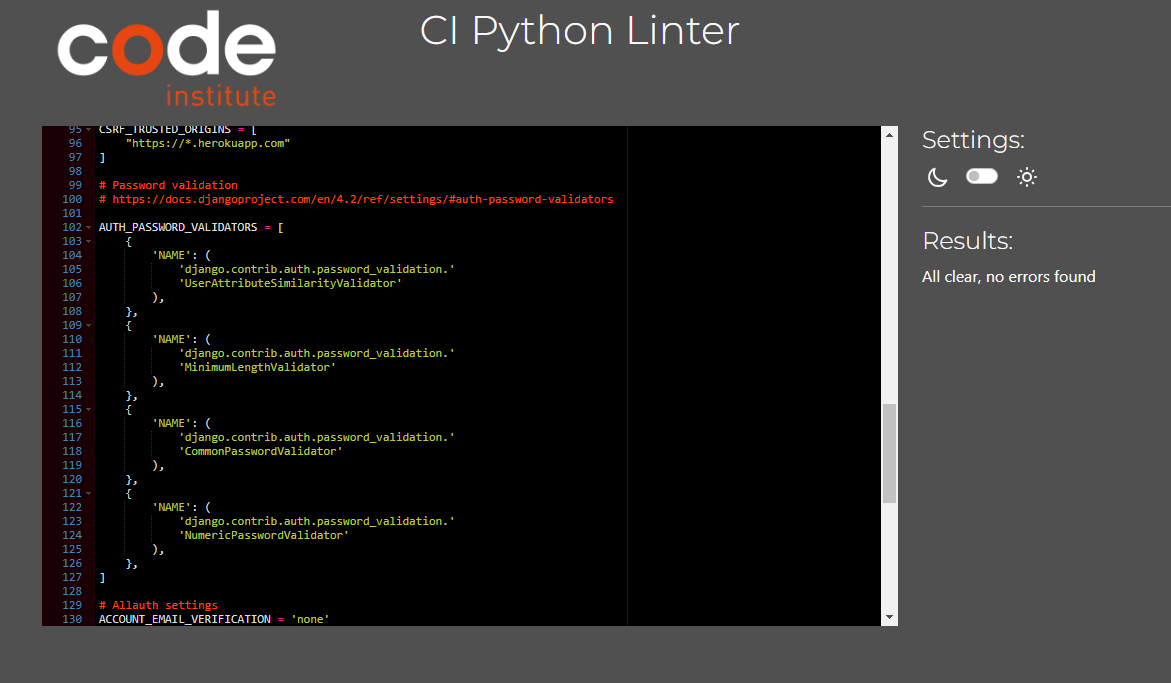 code
institute
CI Python Linter
95 CSRF_TRUSTED_ORIGINS = [
96 "https://*.herokuapp.com"
97 ]
98
99 # Password validation
100 # https://docs.djangoproject.com/en/4.2/ref/settings/#auth-password-validators
101
102 AUTH_PASSWORD_VALIDATORS = [
103 {
104 'NAME': (
105 'django.contrib.auth.password_validation.'
106 'UserAttributeSimilarityValidator'
107 ),
108 },
109 {
110 'NAME': (
111 'django.contrib.auth.password_validation.'
112 'MinimumLengthValidator'
113 ),
114 },
115 {
116 'NAME': (
117 'django.contrib.auth.password_validation.'
118 'CommonPasswordValidator'
119 ),
120 },
121 {
122 'NAME': (
123 'django.contrib.auth.password_validation.'
124 'NumericPasswordValidator'
125 ),
126 },
127 ]
128
129 # Allauth settings
130 ACCOUNT_EMAIL_VERIFICATION = 'none'
Settings:
Results:
All clear, no errors found